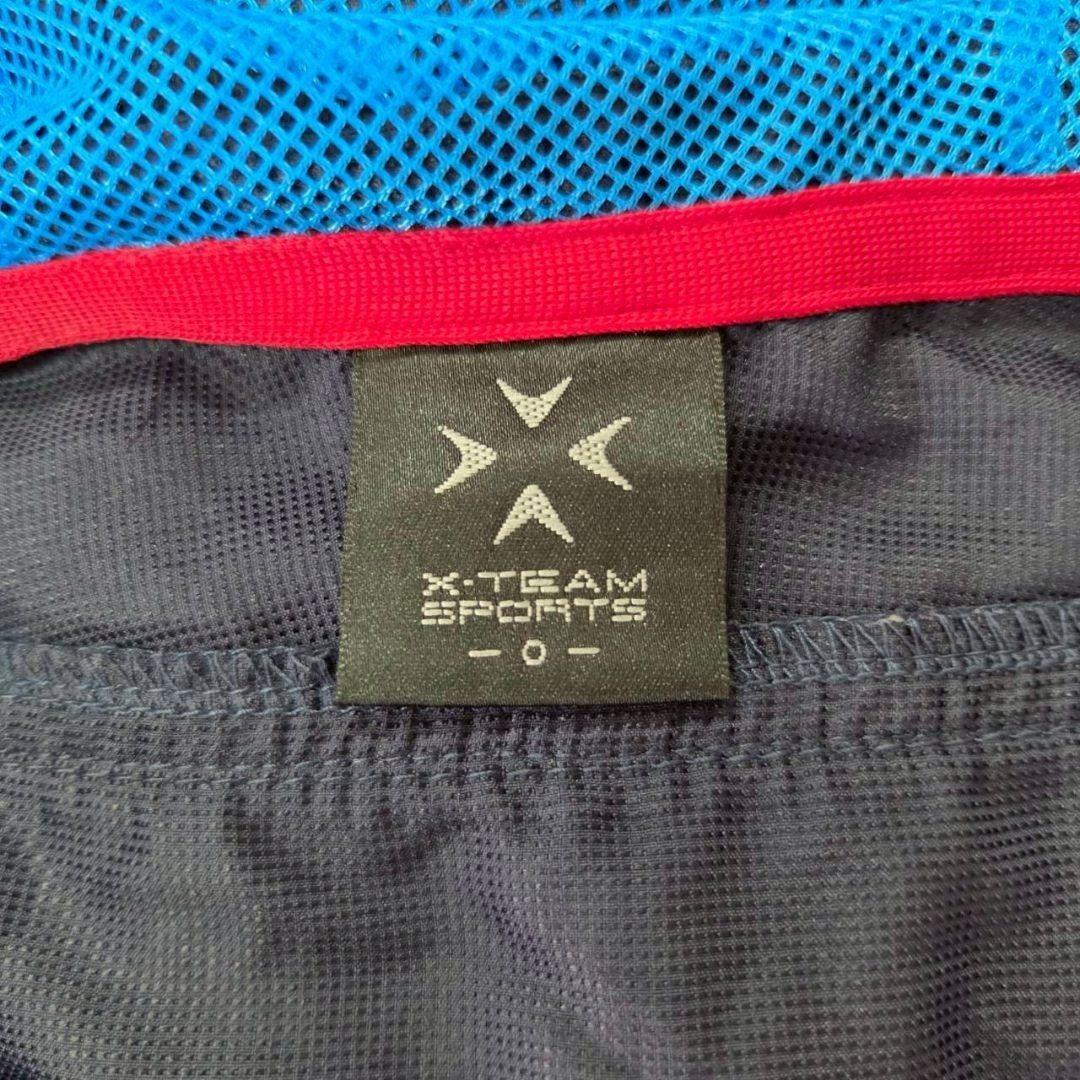 X-TEAM
SPORTS
- O -